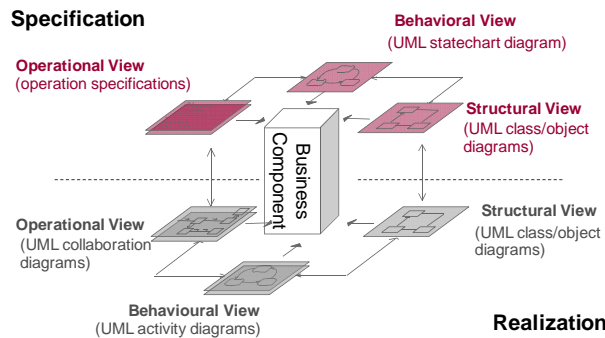 Specification
Behavioral View
(UML statechart diagram)
Operational View
(operation specifications)
Structural View
(UML class/object
diagrams)
Business
Component
Operational View
(UML collaboration
diagrams)
Structural View
(UML class/object
diagrams)
Behavioural View
(UML activity diagrams)
Realization